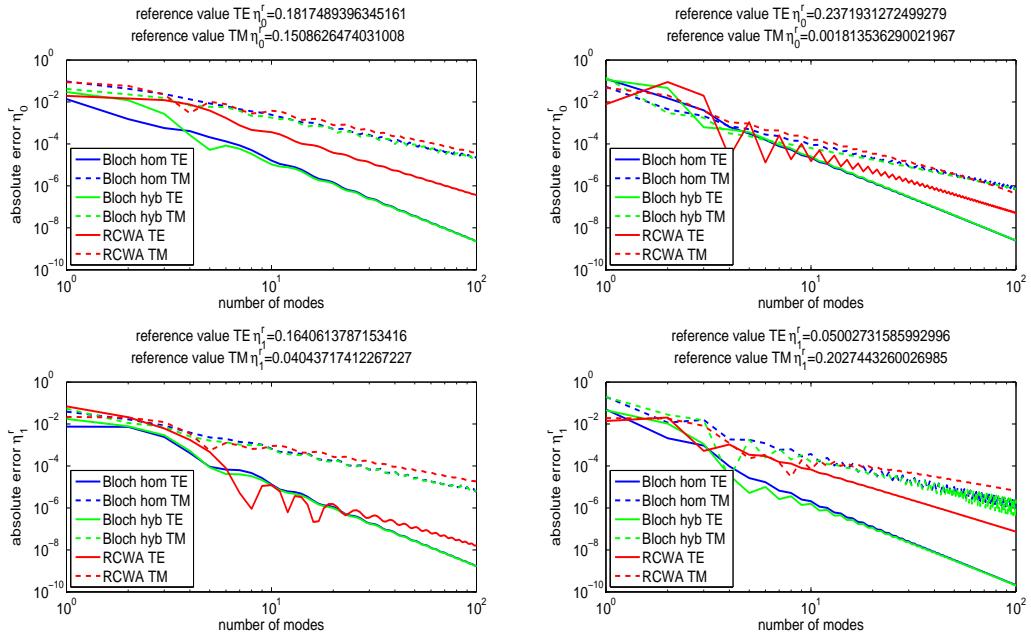 reference value TE η₀ʳ=0.1817489396345161
reference value TM η₀ʳ=0.1508626474031008
absolute error η₀ʳ
10⁰
10⁻²
10⁻⁴
10⁻⁶
10⁻⁸
10⁻¹⁰
Bloch hom TE
Bloch hom TM
Bloch hyb TE
Bloch hyb TM
RCWA TE
RCWA TM
10⁰ 10¹ 10²
number of modes
reference value TE η₀ʳ=0.2371931272499279
reference value TM η₀ʳ=0.001813536290021967
absolute error η₀ʳ
10⁰
10⁻²
10⁻⁴
10⁻⁶
10⁻⁸
10⁻¹⁰
Bloch hom TE
Bloch hom TM
Bloch hyb TE
Bloch hyb TM
RCWA TE
RCWA TM
10⁰ 10¹ 10²
number of modes
reference value TE η₁ʳ=0.1640613787153416
reference value TM η₁ʳ=0.04043717412267227
absolute error η₁ʳ
10⁰
10⁻²
10⁻⁴
10⁻⁶
10⁻⁸
10⁻¹⁰
Bloch hom TE
Bloch hom TM
Bloch hyb TE
Bloch hyb TM
RCWA TE
RCWA TM
10⁰ 10¹ 10²
number of modes
reference value TE η₁ʳ=0.05002731585992996
reference value TM η₁ʳ=0.2027443260026985
absolute error η₁ʳ
10⁰
10⁻²
10⁻⁴
10⁻⁶
10⁻⁸
10⁻¹⁰
Bloch hom TE
Bloch hom TM
Bloch hyb TE
Bloch hyb TM
RCWA TE
RCWA TM
10⁰ 10¹ 10²
number of modes